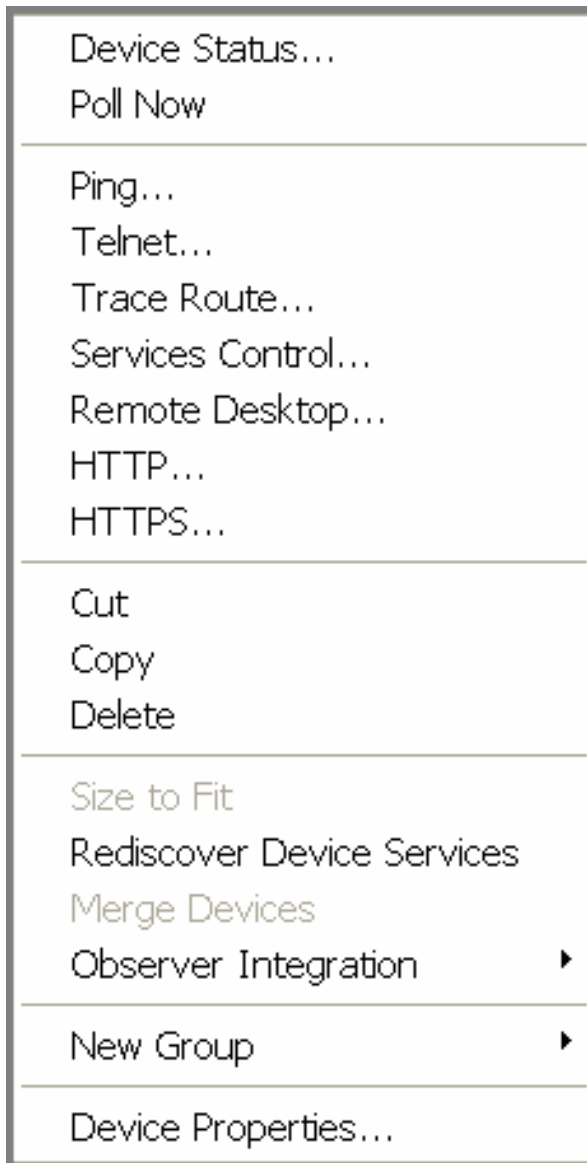 Device Status...
Poll Now
Ping...
Telnet...
Trace Route...
Services Control...
Remote Desktop...
HTTP...
HTTPS...
Cut
Copy
Delete
Size to Fit
Rediscover Device Services
Merge Devices
Observer Integration
New Group
Device Properties...